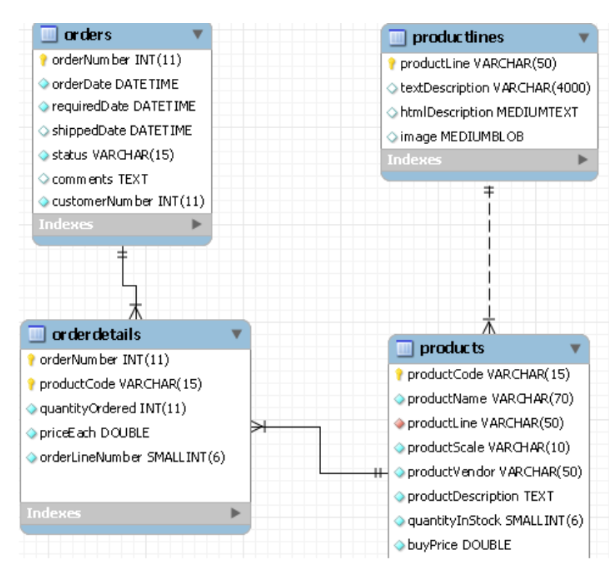 orders
orderNumber INT(11)
orderDate DATETIME
requiredDate DATETIME
shippedDate DATETIME
status VARCHAR(15)
comments TEXT
customerNumber INT(11)
Indexes
productlines
productLine VARCHAR(50)
textDescription VARCHAR(4000)
htmlDescription MEDIUMTEXT
image MEDIUMBLOB
Indexes
orderdetails
orderNumber INT(11)
productCode VARCHAR(15)
quantityOrdered INT(11)
priceEach DOUBLE
orderLineNumber SMALLINT(6)
Indexes
products
productCode VARCHAR(15)
productName VARCHAR(70)
productLine VARCHAR(50)
productScale VARCHAR(10)
productVendor VARCHAR(50)
productDescription TEXT
quantityInStock SMALLINT(6)
buyPrice DOUBLE